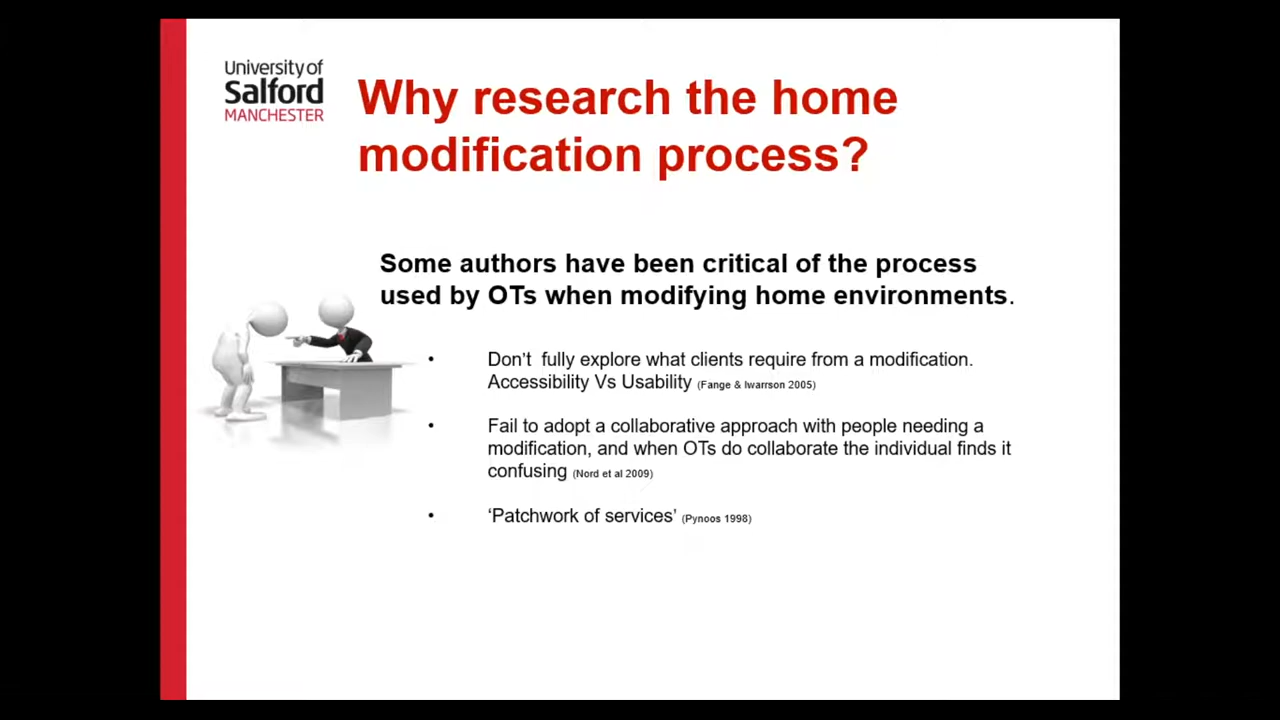 University of
Salford
MANCHESTER
Why research the home
modification process?
Some authors have been critical of the process
used by OTs when modifying home environments.
• Don’t  fully explore what clients require from a modification.
Accessibility Vs Usability (Fange & Iwarrson 2005)
• Fail to adopt a collaborative approach with people needing a
modification, and when OTs do collaborate the individual finds it
confusing (Nord et al 2009)
• ‘Patchwork of services’ (Pynoos 1998)